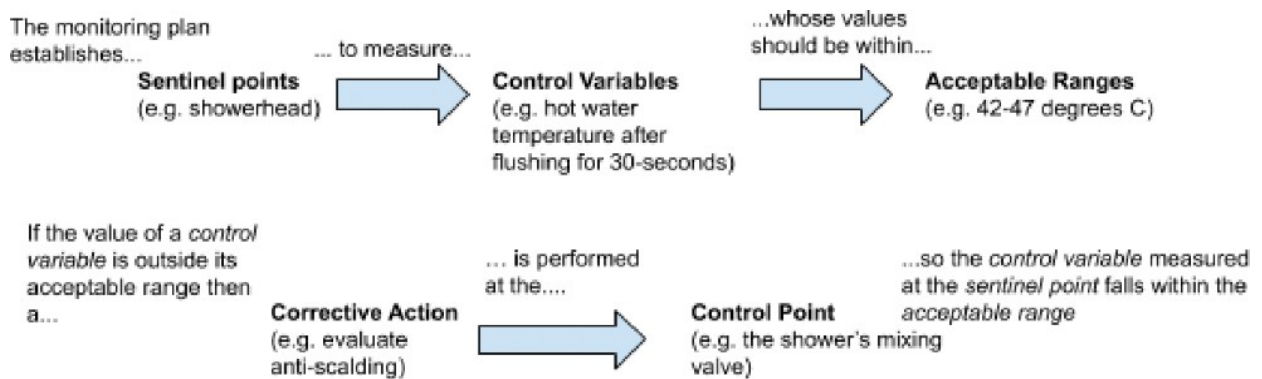 The monitoring plan
establishes...
... to measure...
...whose values
should be within...
Sentinel points
(e.g. showerhead)
Control Variables
(e.g. hot water
temperature after
flushing for 30-seconds)
Acceptable Ranges
(e.g. 42-47 degrees C)
If the value of a control
variable is outside its
acceptable range then
a...
Corrective Action
(e.g. evaluate
anti-scalding)
... is performed
at the....
Control Point
(e.g. the shower's mixing
valve)
...so the control variable measured
at the sentinel point falls within the
acceptable range